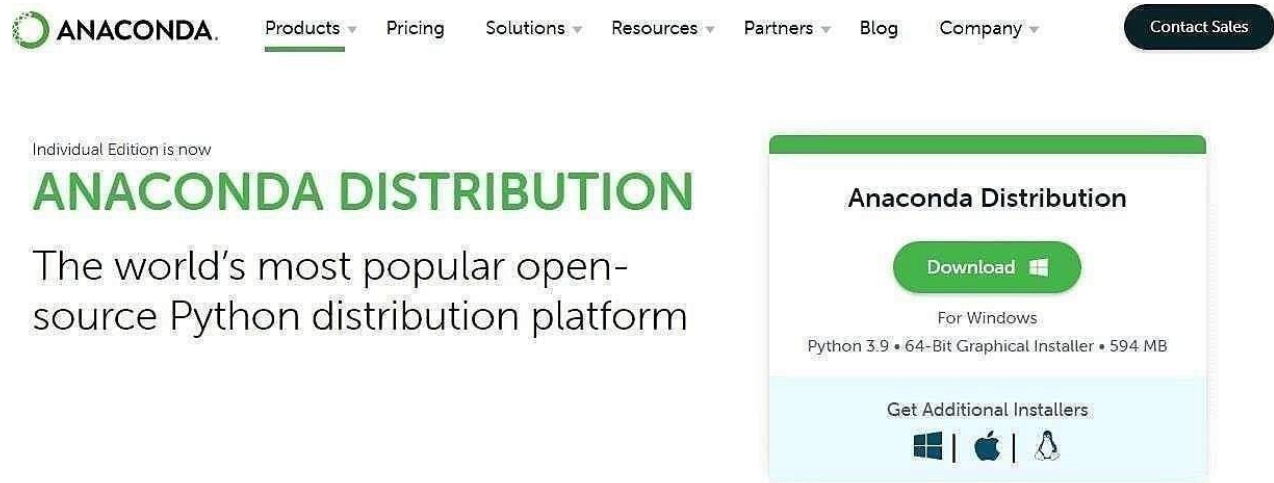 ANACONDA.
Products
Pricing
Solutions
Resources
Partners
Blog
Company
Contact Sales
Individual Edition is now
ANACONDA DISTRIBUTION
The world's most popular open-
source Python distribution platform
Anaconda Distribution
Download
For Windows
Python 3.9 • 64-Bit Graphical Installer • 594 MB
Get Additional Installers